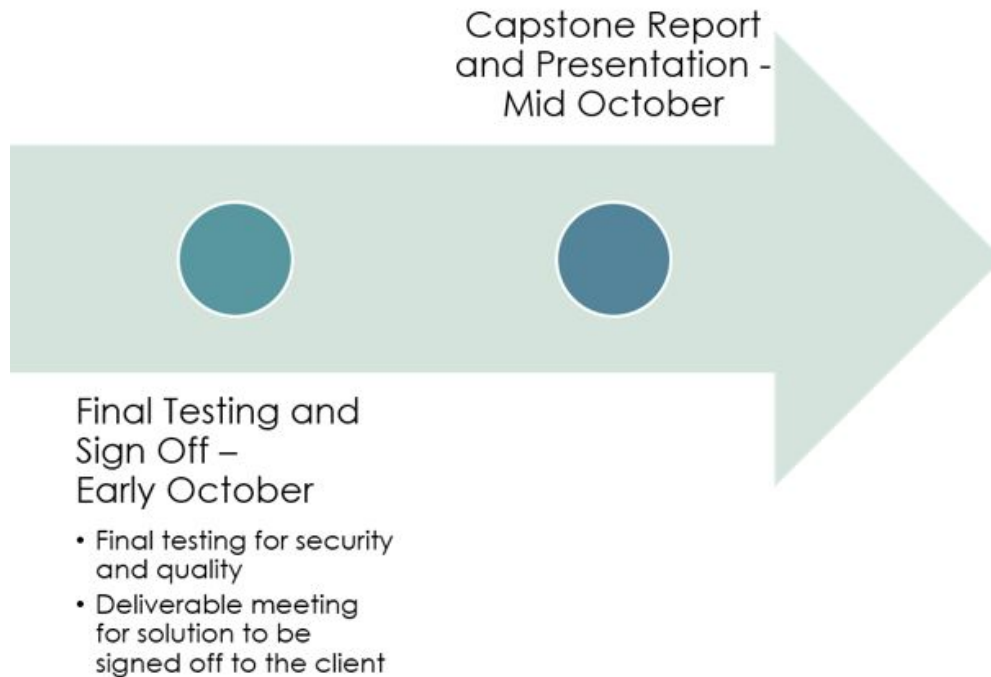 Capstone Report
and Presentation -
Mid October
Final Testing and
Sign Off –
Early October
• Final testing for security
and quality
• Deliverable meeting
for solution to be
signed off to the client